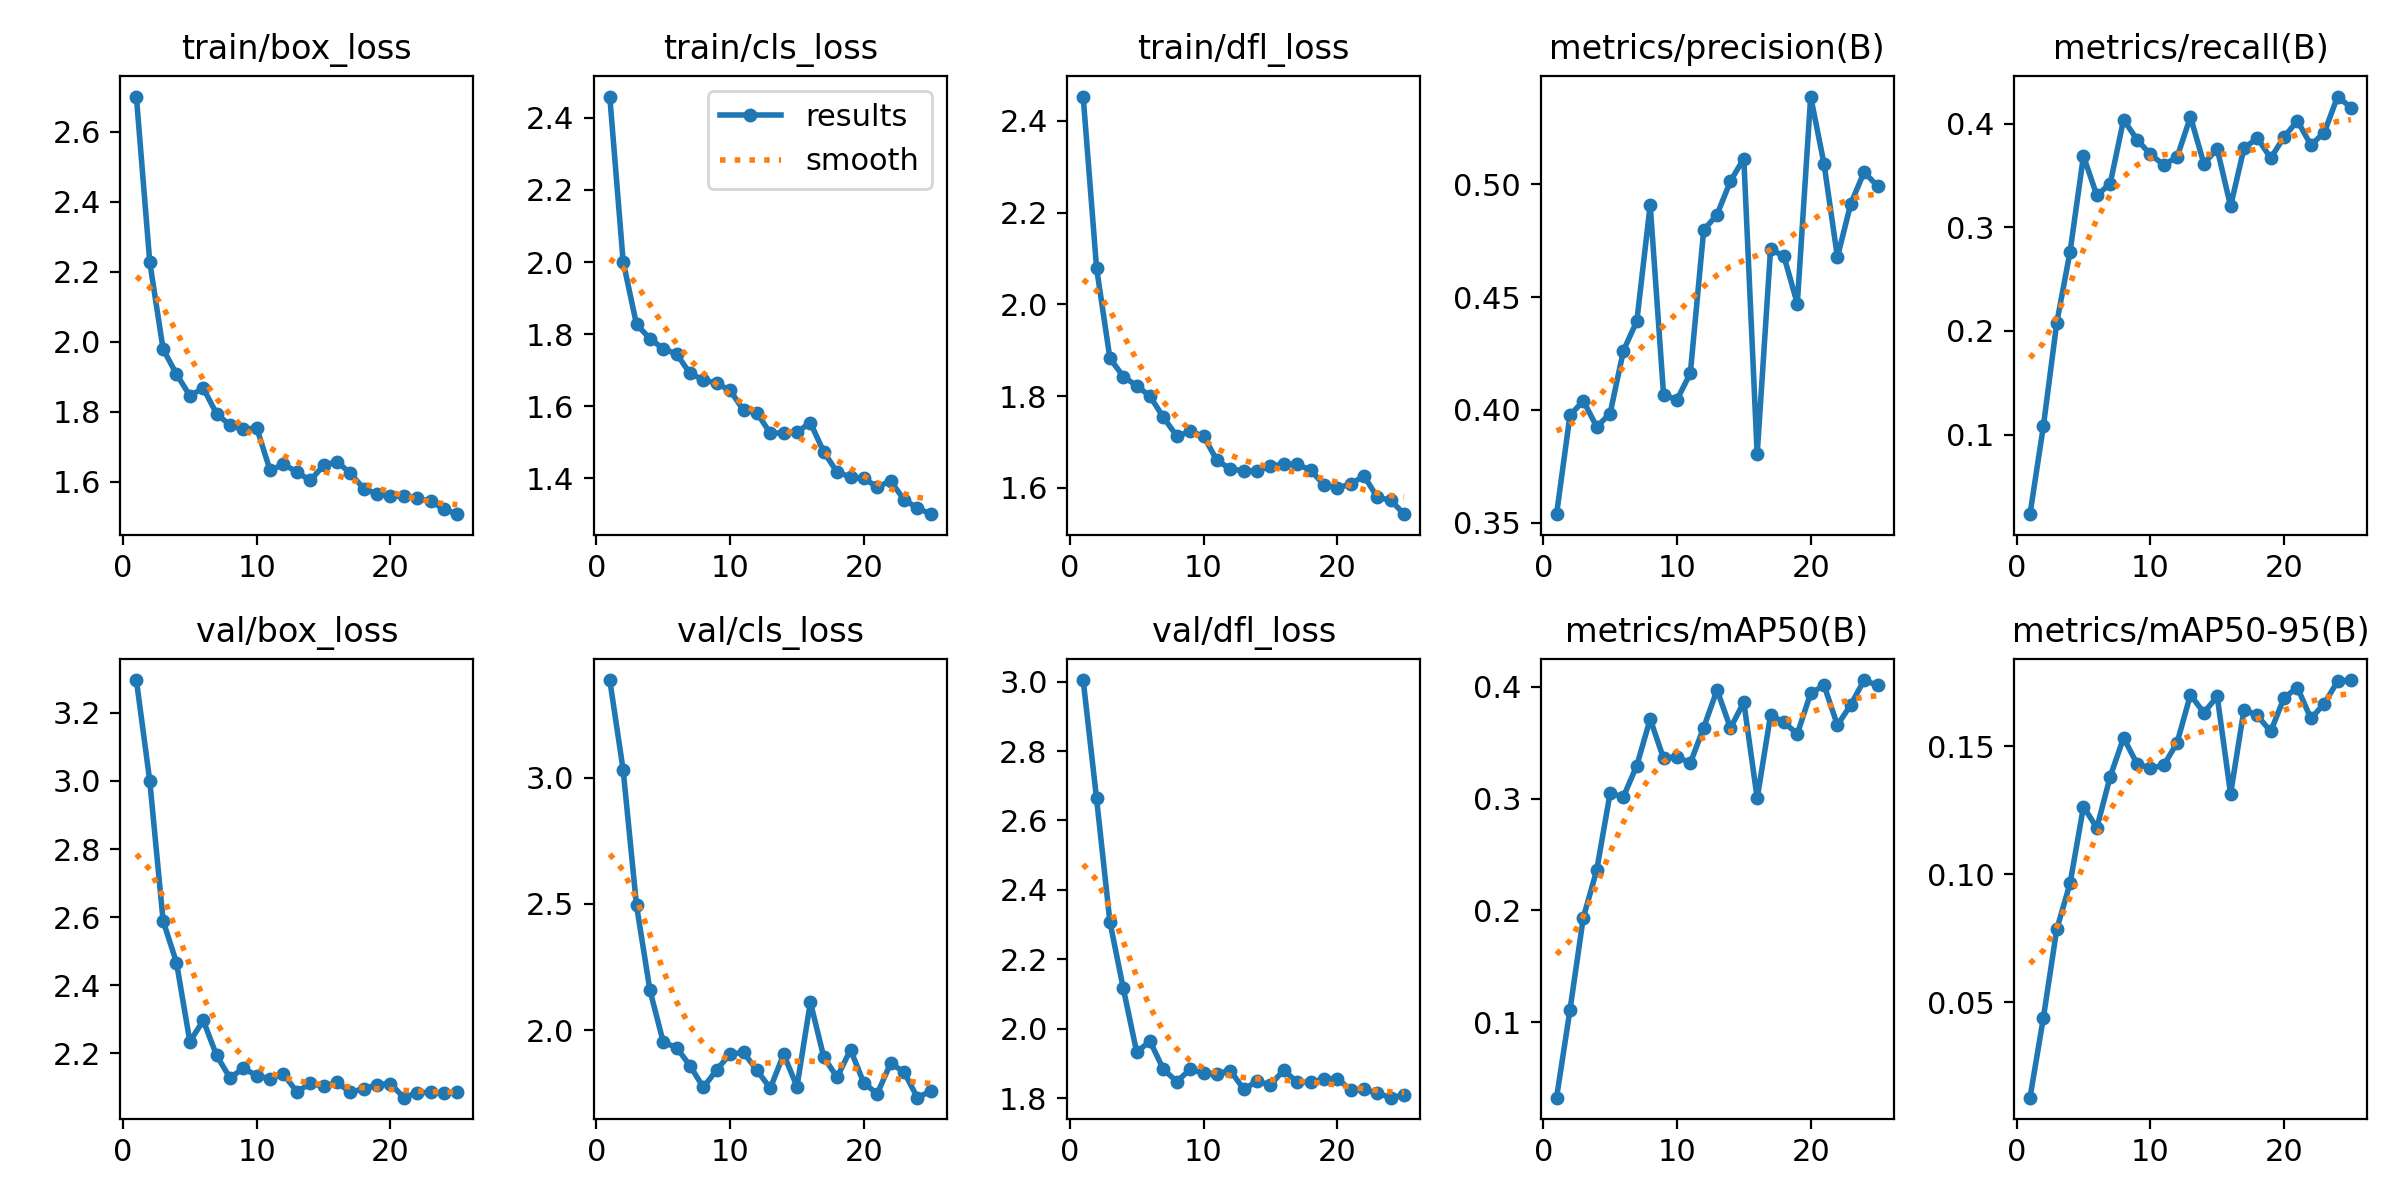 train/box_loss
2.6
2.4
2.2
2.0
1.8
1.6
0 10 20
train/cls_loss
results
smooth
2.4
2.2
2.0
1.8
1.6
1.4
0 10 20
train/dfl_loss
2.4
2.2
2.0
1.8
1.6
0 10 20
metrics/precision(B)
0.50
0.45
0.40
0.35
0 10 20
metrics/recall(B)
0.4
0.3
0.2
0.1
0 10 20
val/box_loss
3.2
3.0
2.8
2.6
2.4
2.2
0 10 20
val/cls_loss
3.0
2.5
2.0
0 10 20
val/dfl_loss
3.0
2.8
2.6
2.4
2.2
2.0
1.8
0 10 20
metrics/mAP50(B)
0.4
0.3
0.2
0.1
0 10 20
metrics/mAP50-95(B)
0.15
0.10
0.05
0 10 20